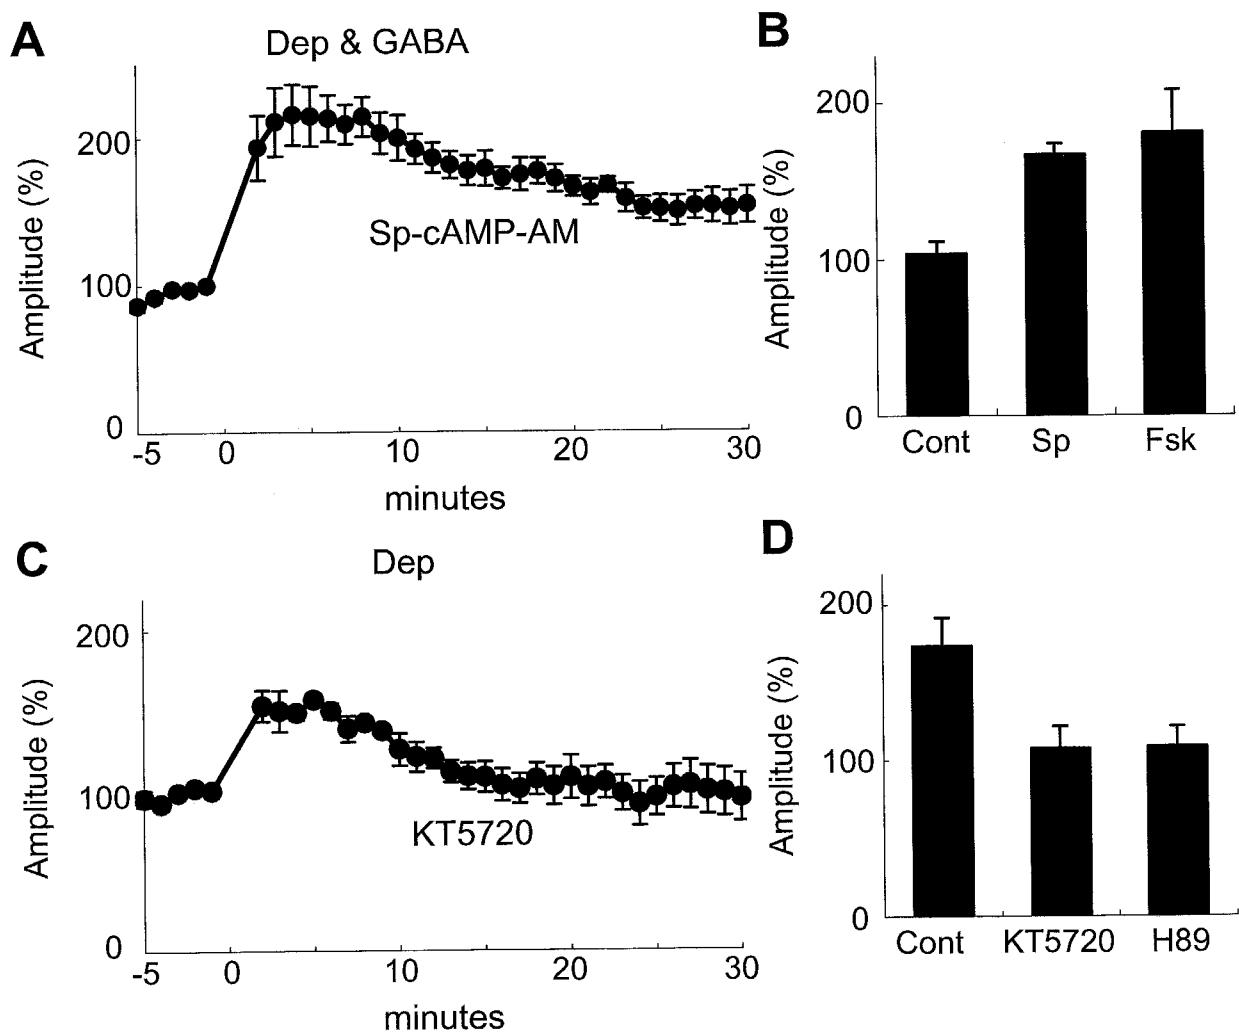 A
Dep & GABA
Amplitude (%)
200
100
0
Sp-cAMP-AM
-5 0 10 20 30
minutes
B
Amplitude (%)
200
100
0
Cont Sp Fsk
C
Dep
Amplitude (%)
200
100
0
KT5720
-5 0 10 20 30
minutes
D
Amplitude (%)
200
100
0
Cont KT5720 H89